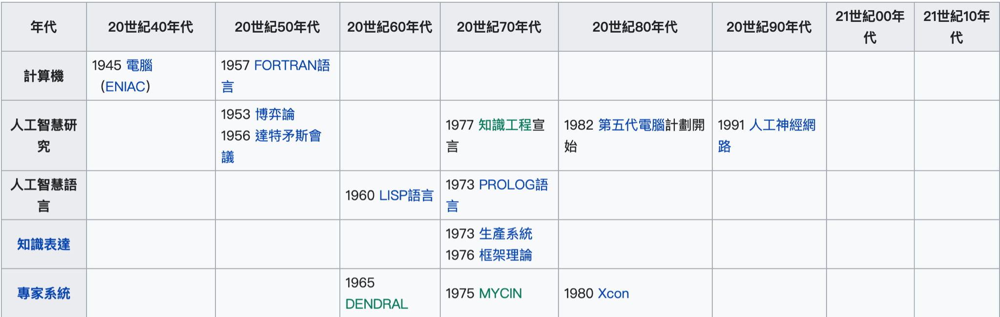 年代 20世紀40年代 20世紀50年代 20世紀60年代 20世紀70年代 20世紀80年代 20世紀90年代 21世紀00年代 21世紀10年代
計算機
1945 電腦
（ENIAC）
1957 FORTRAN語
言
人工智慧研
究
1953 博弈論
1956 達特矛斯會
議
1977 知識工程宣
言
1982 第五代電腦計劃開
始
1991 人工神經網
路
人工智慧語
言
1960 LISP語言
1973 PROLOG語
言
知識表達
1973 生產系統
1976 框架理論
專家系統
1965
DENDRAL
1975 MYCIN
1980 Xcon